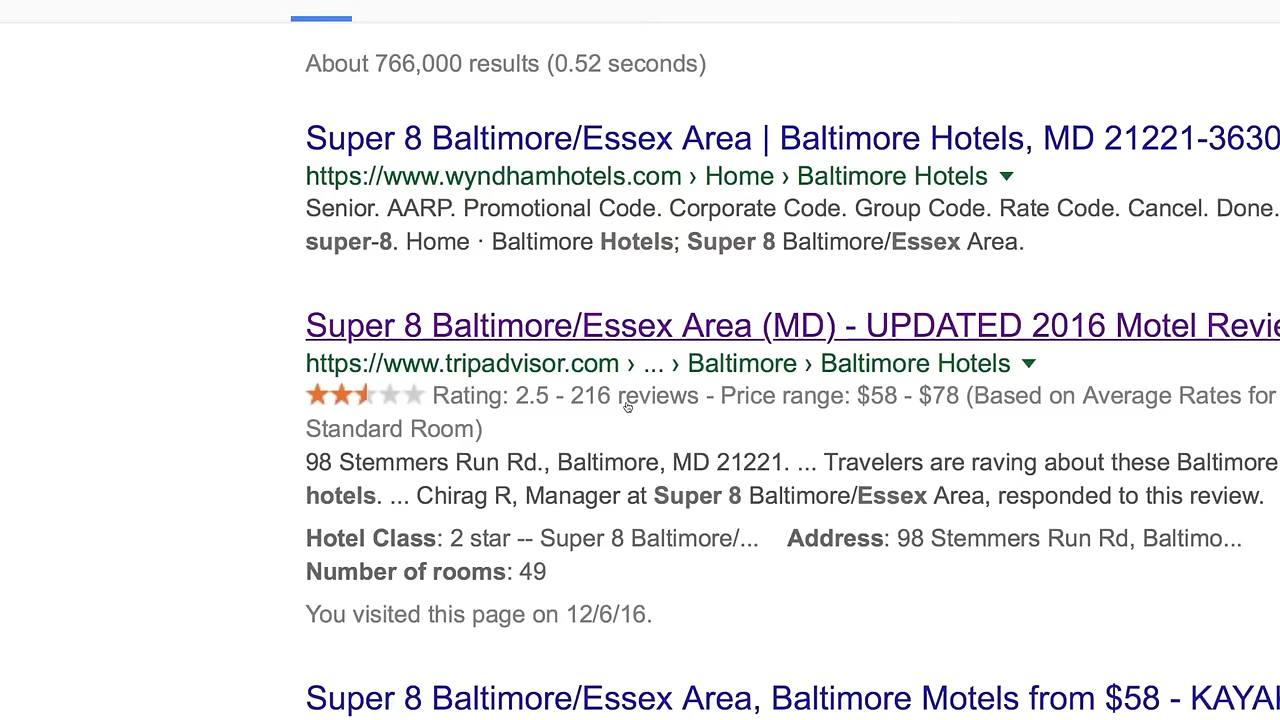 About 766,000 results (0.52 seconds)
Super 8 Baltimore/Essex Area | Baltimore Hotels, MD 21221-3630
https://www.wyndhamhotels.com › Home › Baltimore Hotels
Senior. AARP. Promotional Code. Corporate Code. Group Code. Rate Code. Cancel. Done.
super-8. Home · Baltimore Hotels; Super 8 Baltimore/Essex Area.
Super 8 Baltimore/Essex Area (MD) - UPDATED 2016 Motel Revie
https://www.tripadvisor.com › ... › Baltimore › Baltimore Hotels
Rating: 2.5 - 216 reviews - Price range: $58 - $78 (Based on Average Rates for
Standard Room)
98 Stemmers Run Rd., Baltimore, MD 21221. ... Travelers are raving about these Baltimore
hotels. ... Chirag R, Manager at Super 8 Baltimore/Essex Area, responded to this review.
Hotel Class: 2 star -- Super 8 Baltimore/... Address: 98 Stemmers Run Rd, Baltimo...
Number of rooms: 49
You visited this page on 12/6/16.
Super 8 Baltimore/Essex Area, Baltimore Motels from $58 - KAYA